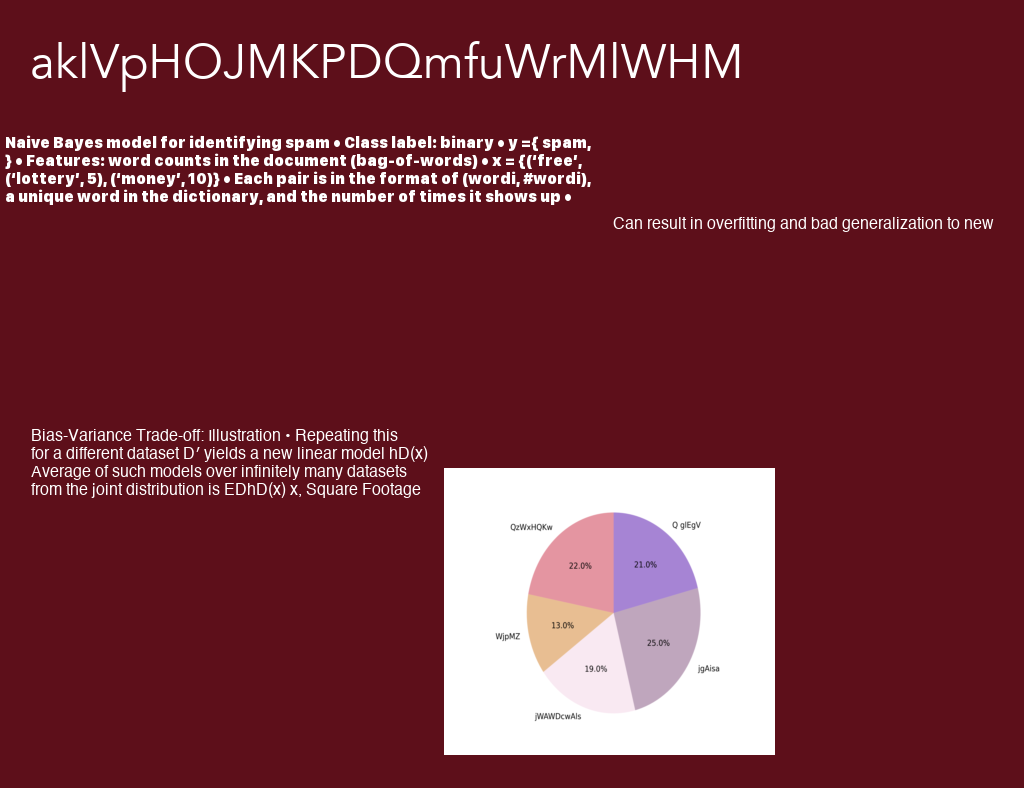 aklVpHOJMKPDQmfuWrMlWHM
Naive Bayes model for identifying spam • Class label: binary • y ={ spam,
} • Features: word counts in the document (bag-of-words) • x = {(‘free’,
(‘lottery’, 5), (‘money’, 10)} • Each pair is in the format of (wordi, #wordi),
a unique word in the dictionary, and the number of times it shows up •
Can result in overfitting and bad generalization to new
Bias-Variance Trade-off: Illustration • Repeating this
for a different dataset D′ yields a new linear model hD(x)
Average of such models over infinitely many datasets
from the joint distribution is EDhD(x) x, Square Footage
QzWxHQKw
Q glEgV
22.0%
21.0%
WjpMZ
13.0%
25.0%
19.0%
jgAisa
jWAWDcwAls